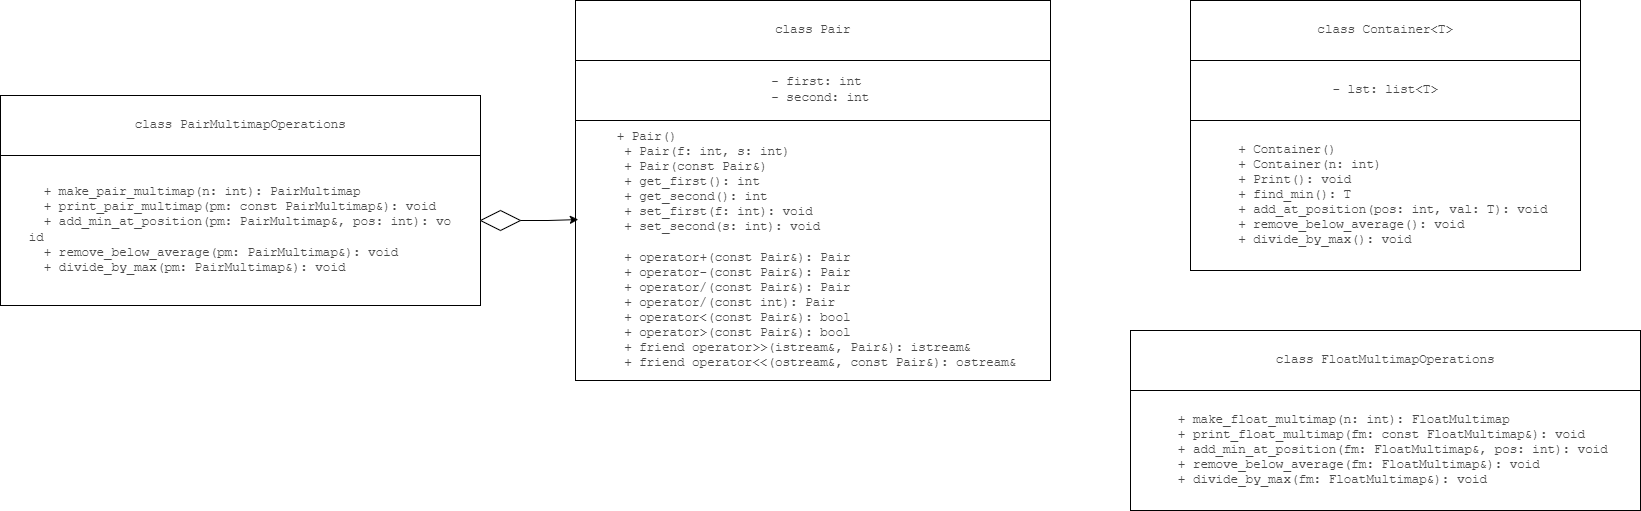 class PairMultimapOperations
+ make_pair_multimap(n: int): PairMultimap
+ print_pair_multimap(pm: const PairMultimap&): void
+ add_min_at_position(pm: PairMultimap&, pos: int): vo
id
+ remove_below_average(pm: PairMultimap&): void
+ divide_by_max(pm: PairMultimap&): void
class Pair
- first: int
- second: int
+ Pair()
+ Pair(f: int, s: int)
+ Pair(const Pair&)
+ get_first(): int
+ get_second(): int
+ set_first(f: int): void
+ set_second(s: int): void
+ operator+(const Pair&): Pair
+ operator-(const Pair&): Pair
+ operator/(const Pair&): Pair
+ operator/(const int): Pair
+ operator<(const Pair&): bool
+ operator>(const Pair&): bool
+ friend operator>>(istream&, Pair&): istream&
+ friend operator<<(ostream&, const Pair&): ostream&
class Container<T>
- lst: list<T>
+ Container()
+ Container(n: int)
+ Print(): void
+ find_min(): T
+ add_at_position(pos: int, val: T): void
+ remove_below_average(): void
+ divide_by_max(): void
class FloatMultimapOperations
+ make_float_multimap(n: int): FloatMultimap
+ print_float_multimap(fm: const FloatMultimap&): void
+ add_min_at_position(fm: FloatMultimap&, pos: int): void
+ remove_below_average(fm: FloatMultimap&): void
+ divide_by_max(fm: FloatMultimap&): void